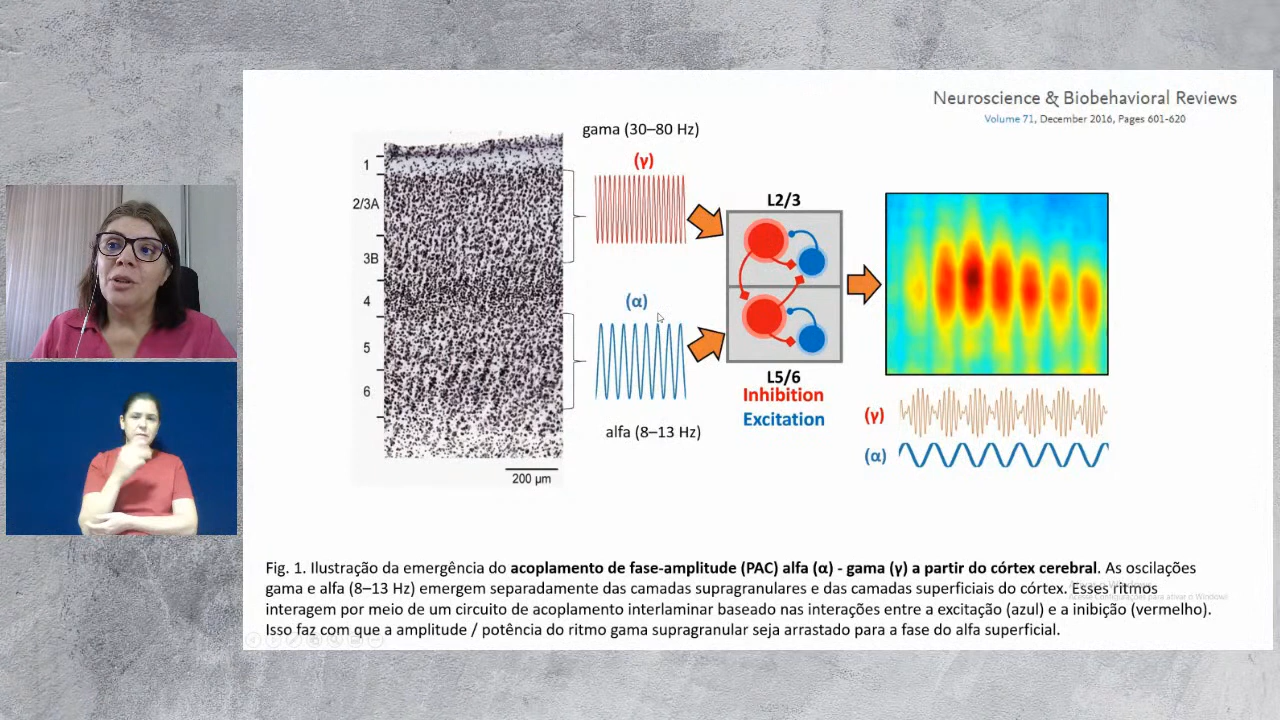 Neuroscience & Biobehavioral Reviews
Volume 71, December 2016, Pages 601-620
gama (30–80 Hz)
(γ)
1
2/3A
3B
4
5
6
200 µm
(α)
alfa (8–13 Hz)
L2/3
L5/6
Inhibition
Excitation
(γ)
(α)
Fig. 1. Ilustração da emergência do acoplamento de fase-amplitude (PAC) alfa (α) - gama (γ) a partir do córtex cerebral. As oscilações
gama e alfa (8–13 Hz) emergem separadamente das camadas supragranulares e das camadas superficiais do córtex. Esses ritmos
interagem por meio de um circuito de acoplamento interlaminar baseado nas interações entre a excitação (azul) e a inibição (vermelho).
Isso faz com que a amplitude / potência do ritmo gama supragranular seja arrastado para a fase do alfa superficial.